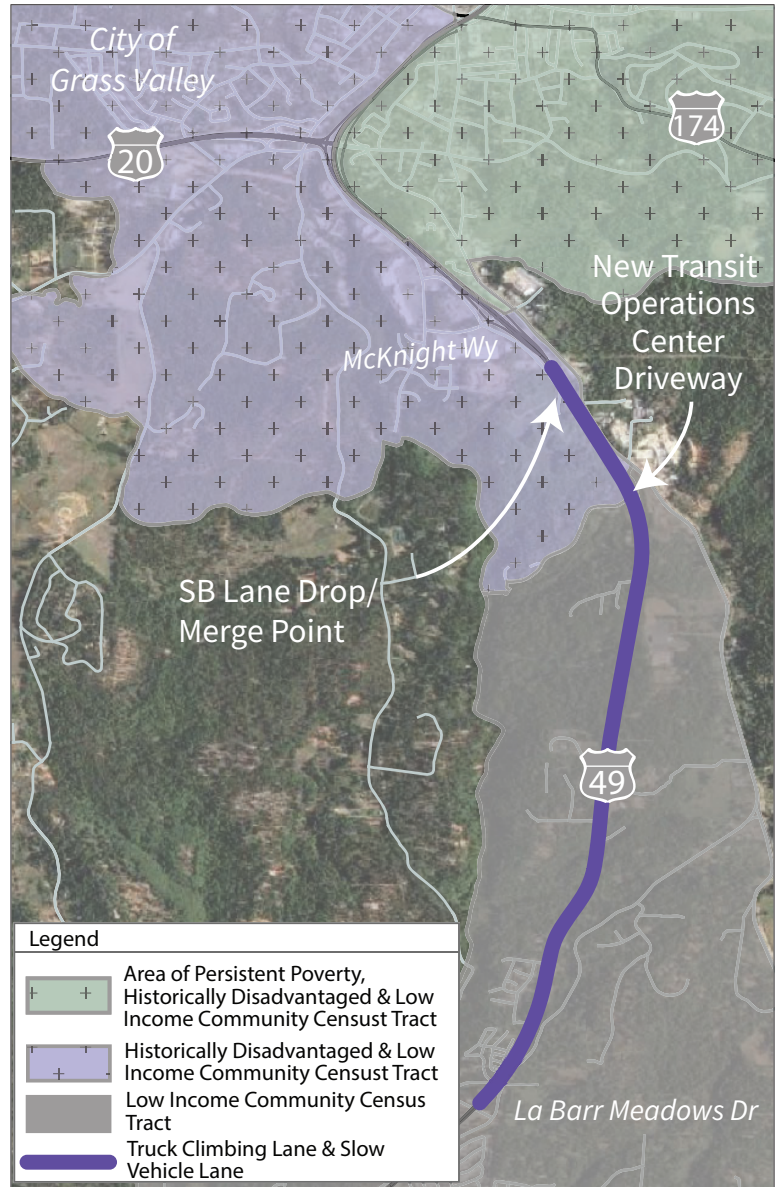 City of
Grass Valley
20
174
New Transit
Operations
Center
Driveway
McKnight Wy
SB Lane Drop/
Merge Point
49
La Barr Meadows Dr
Legend
Area of Persistent Poverty,
Historically Disadvantaged & Low
Income Community Censust Tract
Historically Disadvantaged & Low
Income Community Censust Tract
Low Income Community Census
Tract
Truck Climbing Lane & Slow
Vehicle Lane